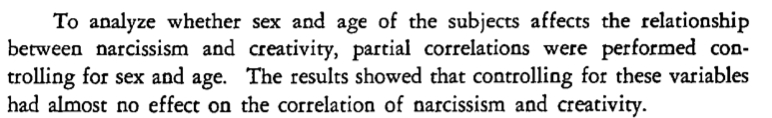 To analyze whether sex and age of the subjects affects the relationship
between narcissism and creativity, partial correlations were performed con-
trolling for sex and age. The results showed that controlling for these variables
had almost no effect on the correlation of narcissism and creativity.